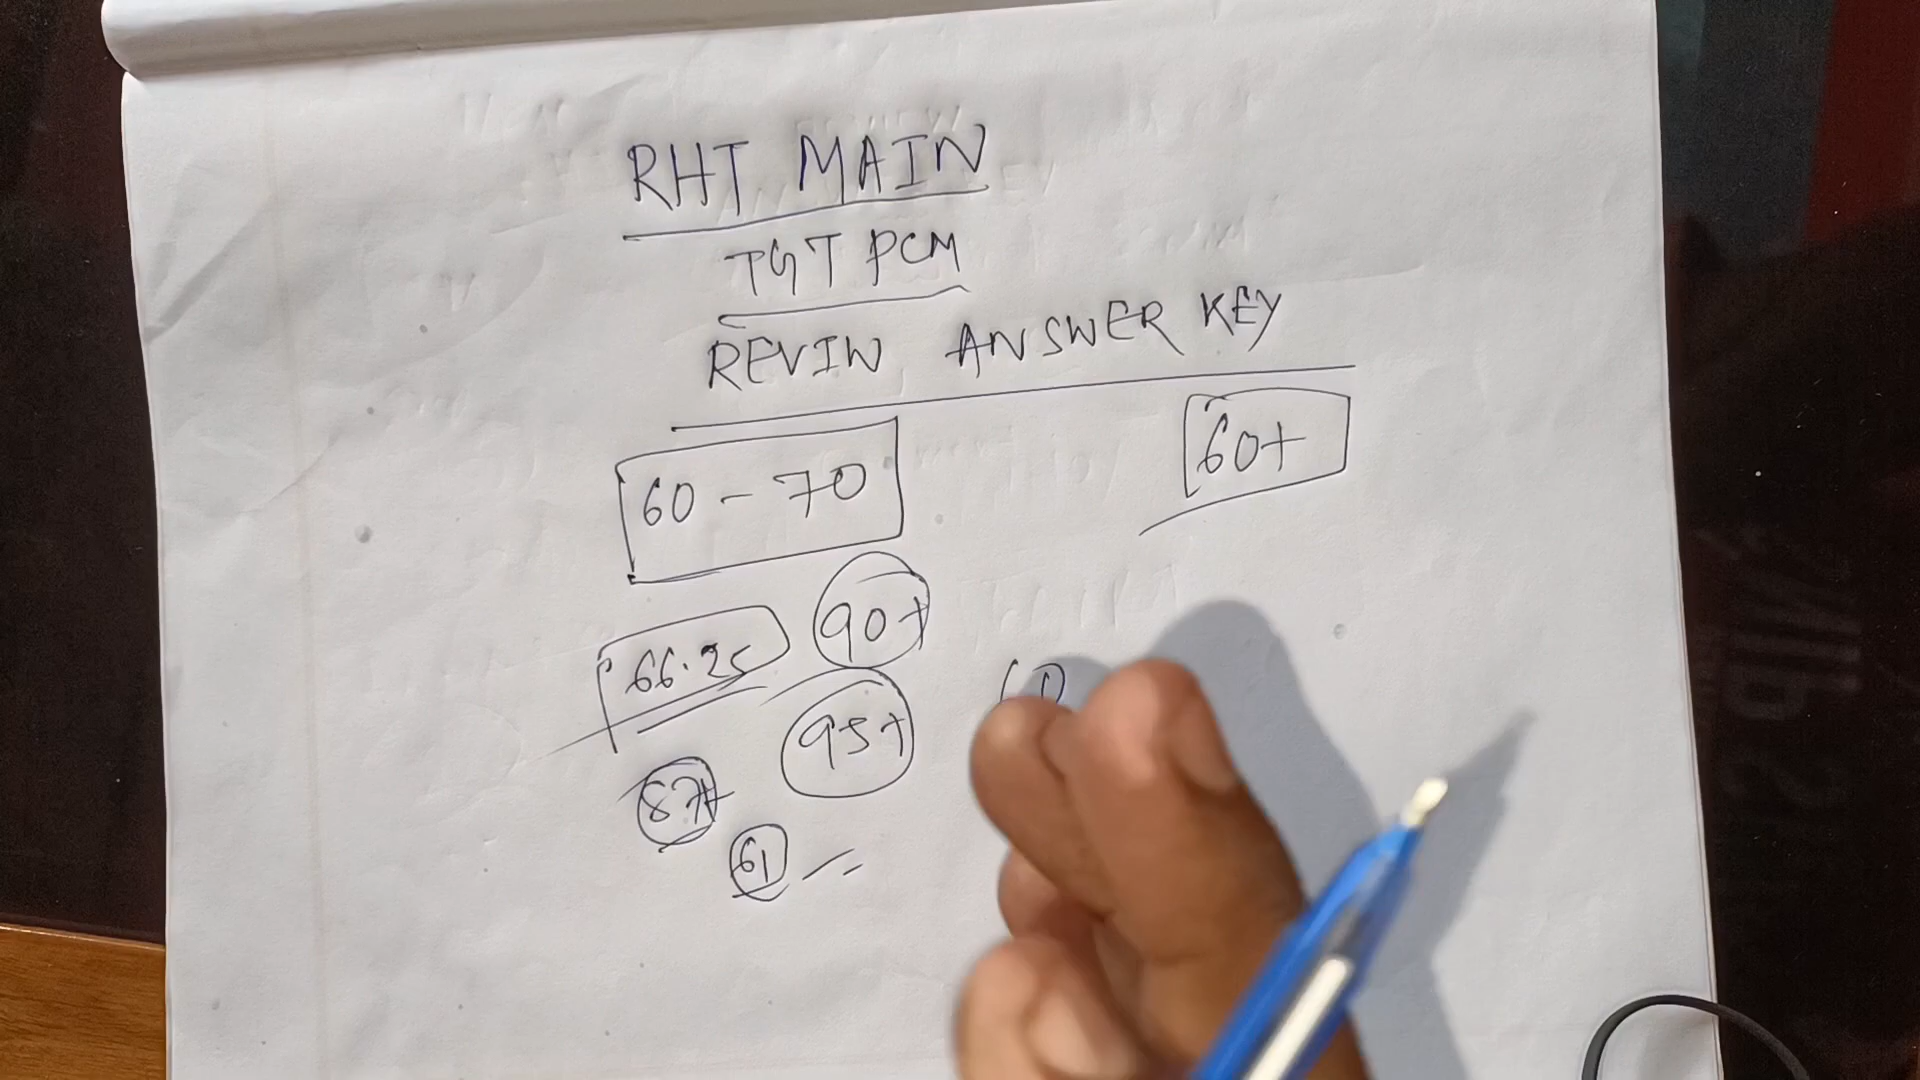 RHT MAIN
TGT PCM
REVIW ANSWER KEY
60 - 70 60+
66.25 90+
95+
87+
61